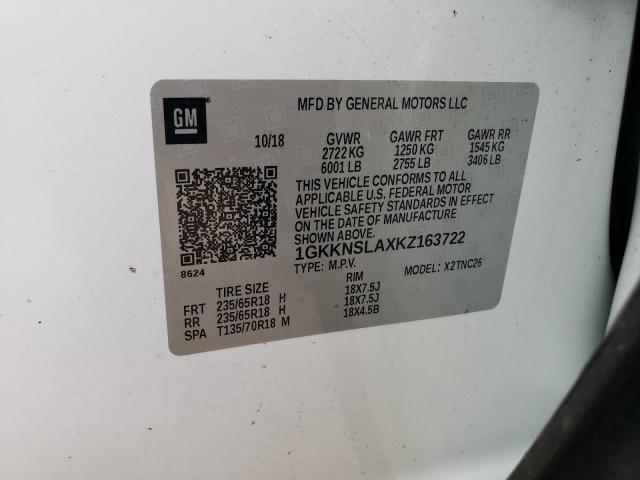 GM
MFD BY GENERAL MOTORS LLC
10/18 GVWR GAWR FRT GAWR RR
2722 KG 1250 KG 1545 KG
6001 LB 2755 LB 3406 LB
THIS VEHICLE CONFORMS TO ALL
APPLICABLE U.S. FEDERAL MOTOR
VEHICLE SAFETY STANDARDS IN EFFECT
ON THE DATE OF MANUFACTURE
SHOWN ABOVE.
1GKKNSLAXKZ163722
8624
TYPE: M.P.V. MODEL: X2TNC26
TIRE SIZE RIM
FRT 235/65R18 H 18X7.5J
RR 235/65R18 H 18X7.5J
SPA T135/70R18 M 18X4.5B